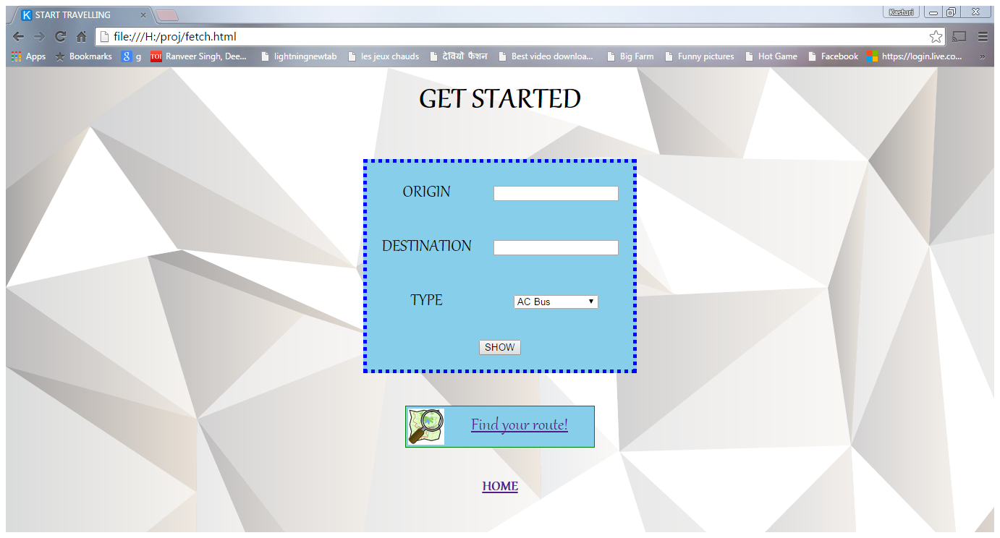 START TRAVELLING
Kasturi
file:///H:/proj/fetch.html
Apps Bookmarks g g TOI Ranveer Singh, Dee... lightningnewtab les jeux chauds देवियों फैशन Best video downloa... Big Farm Funny pictures Hot Game Facebook https://login.live.co... »
GET STARTED
ORIGIN
DESTINATION
TYPE AC Bus
SHOW
Find your route!
HOME